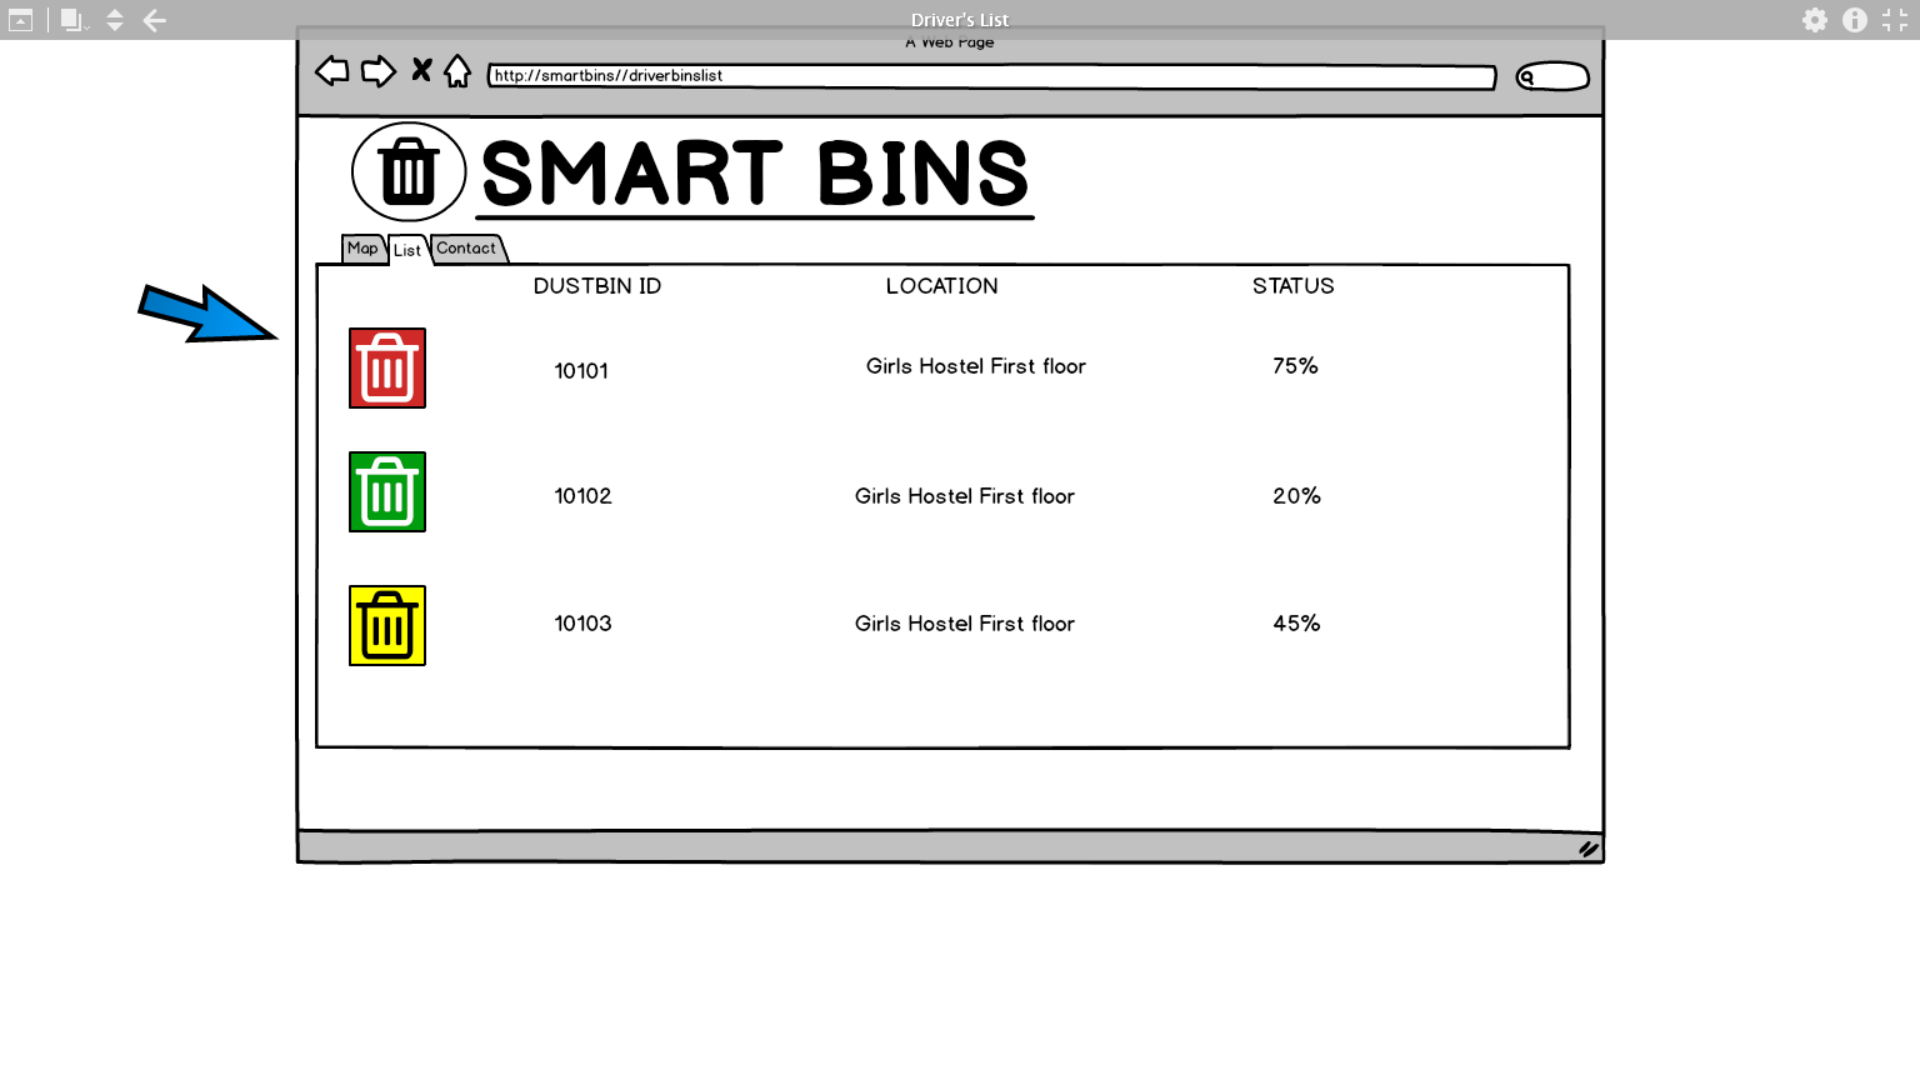 Driver's List
A Web Page
http://smartbins//driverbinslist
SMART BINS
Map List Contact
DUSTBIN ID LOCATION STATUS
10101 Girls Hostel First floor 75%
10102 Girls Hostel First floor 20%
10103 Girls Hostel First floor 45%